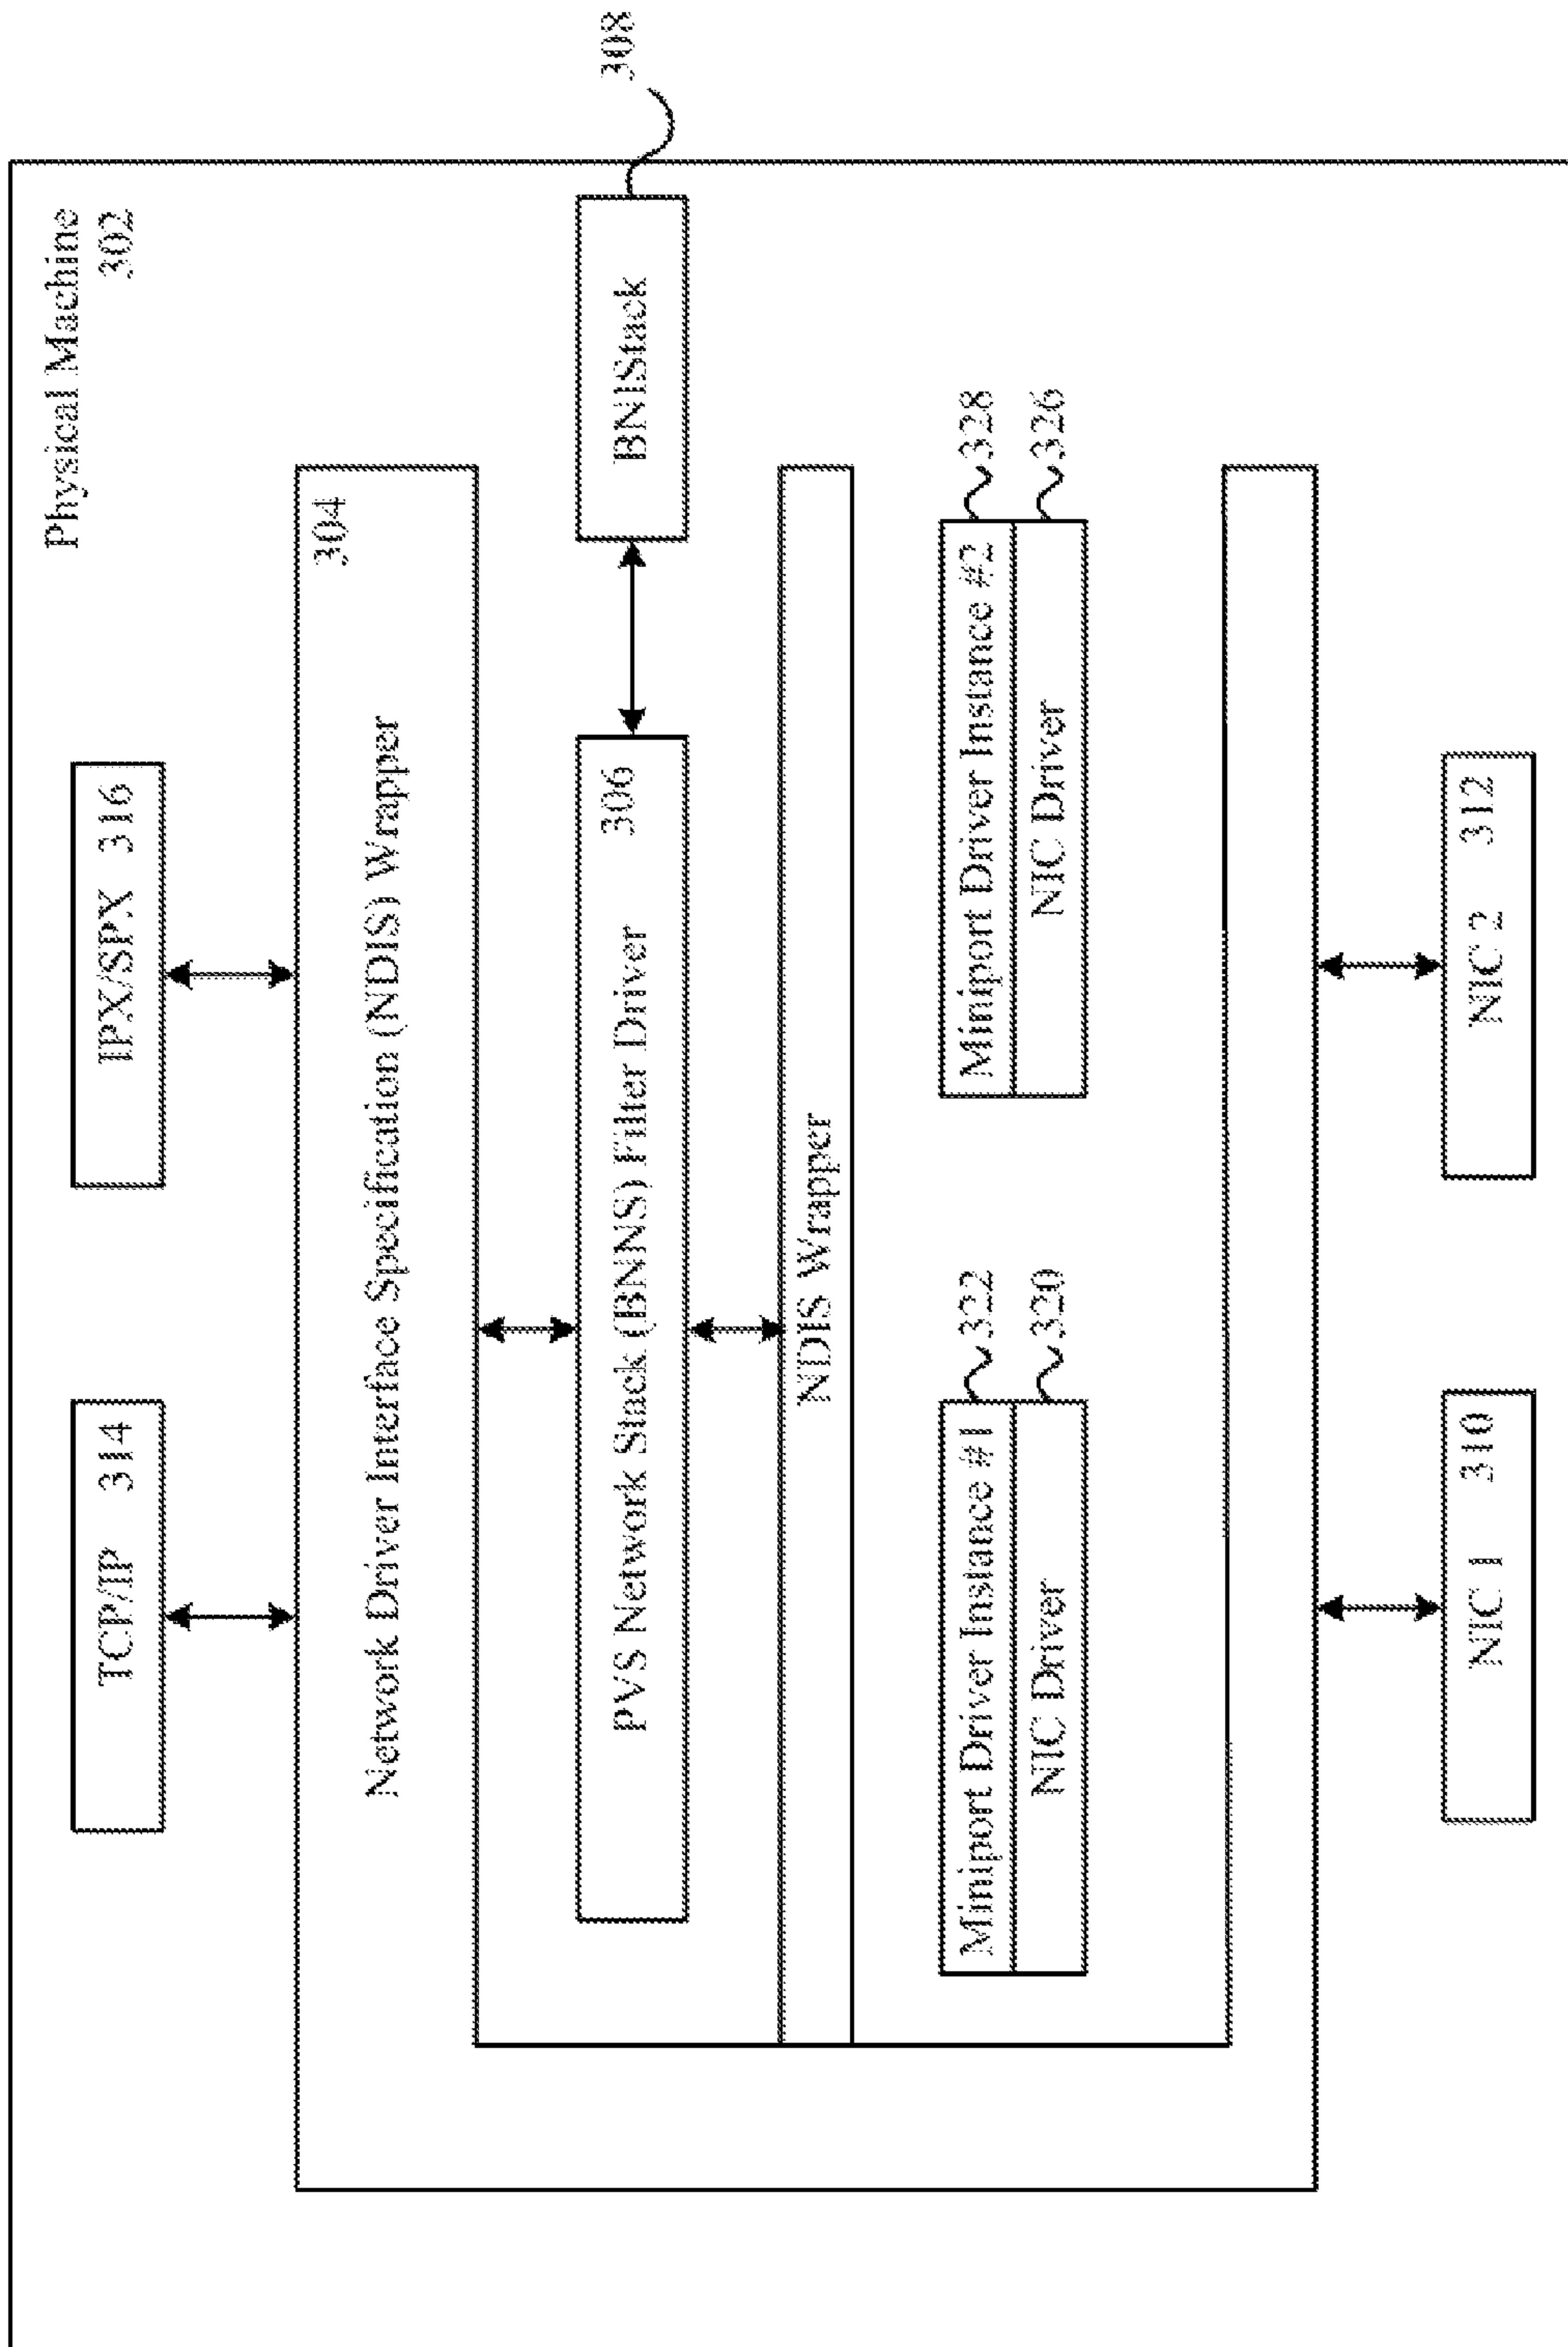 Physical Machine
302
TCP/IP 314
IPX/SPX 316
304
Network Driver Interface Specification (NDIS) Wrapper
306
PVS Network Stack (BNNS) Filter Driver
BNIStack
308
NDIS Wrapper
Miniport Driver Instance #1
322
NIC Driver
320
Miniport Driver Instance #2
328
NIC Driver
326
NIC 1 310
NIC 2 312